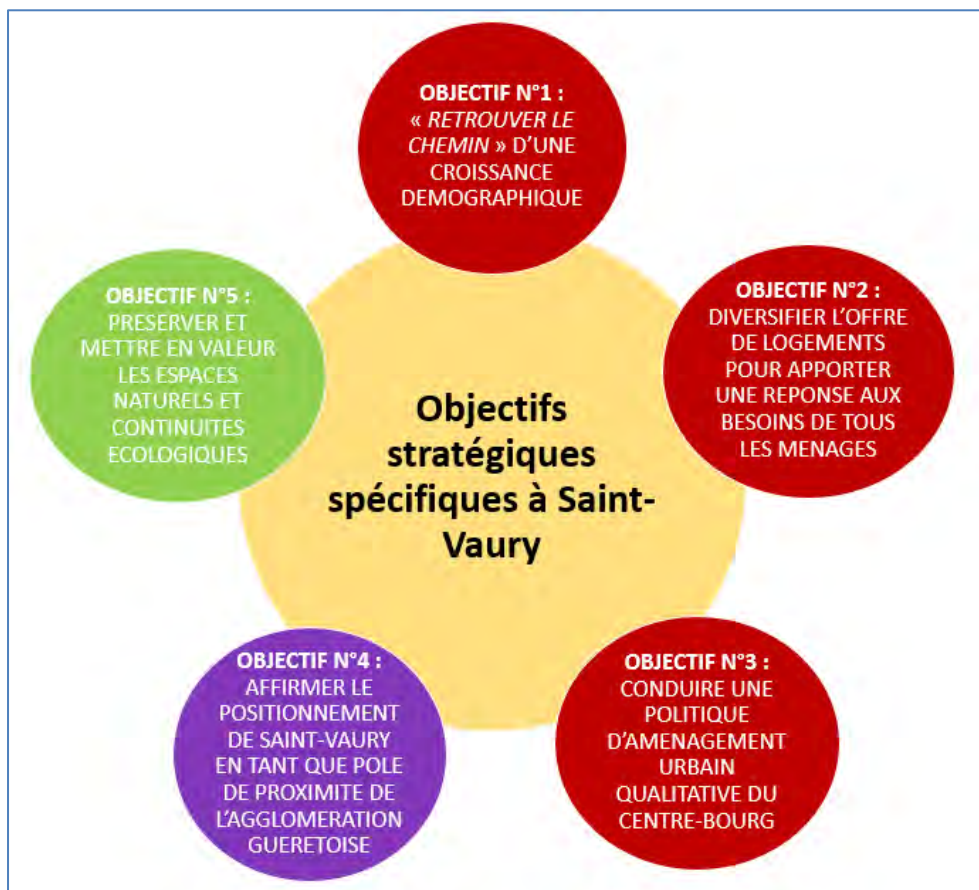 OBJECTIF N°1 :
« RETROUVER LE
CHEMIN » D'UNE
CROISSANCE
DEMOGRAPHIQUE
OBJECTIF N°2 :
DIVERSIFIER L'OFFRE
DE LOGEMENTS
POUR APPORTER
UNE REPONSE AUX
BESOINS DE TOUS
LES MENAGES
OBJECTIF N°3 :
CONDUIRE UNE
POLITIQUE
D'AMENAGEMENT
URBAIN
QUALITATIVE DU
CENTRE-BOURG
OBJECTIF N°4 :
AFFIRMER LE
POSITIONNEMENT
DE SAINT-VAURY
EN TANT QUE POLE
DE PROXIMITE DE
L'AGGLOMERATION
GUERETOISE
OBJECTIF N°5 :
PRESERVER ET
METTRE EN VALEUR
LES ESPACES
NATURELS ET
CONTINUITES
ECOLOGIQUES
Objectifs
stratégiques
spécifiques à Saint-
Vaury